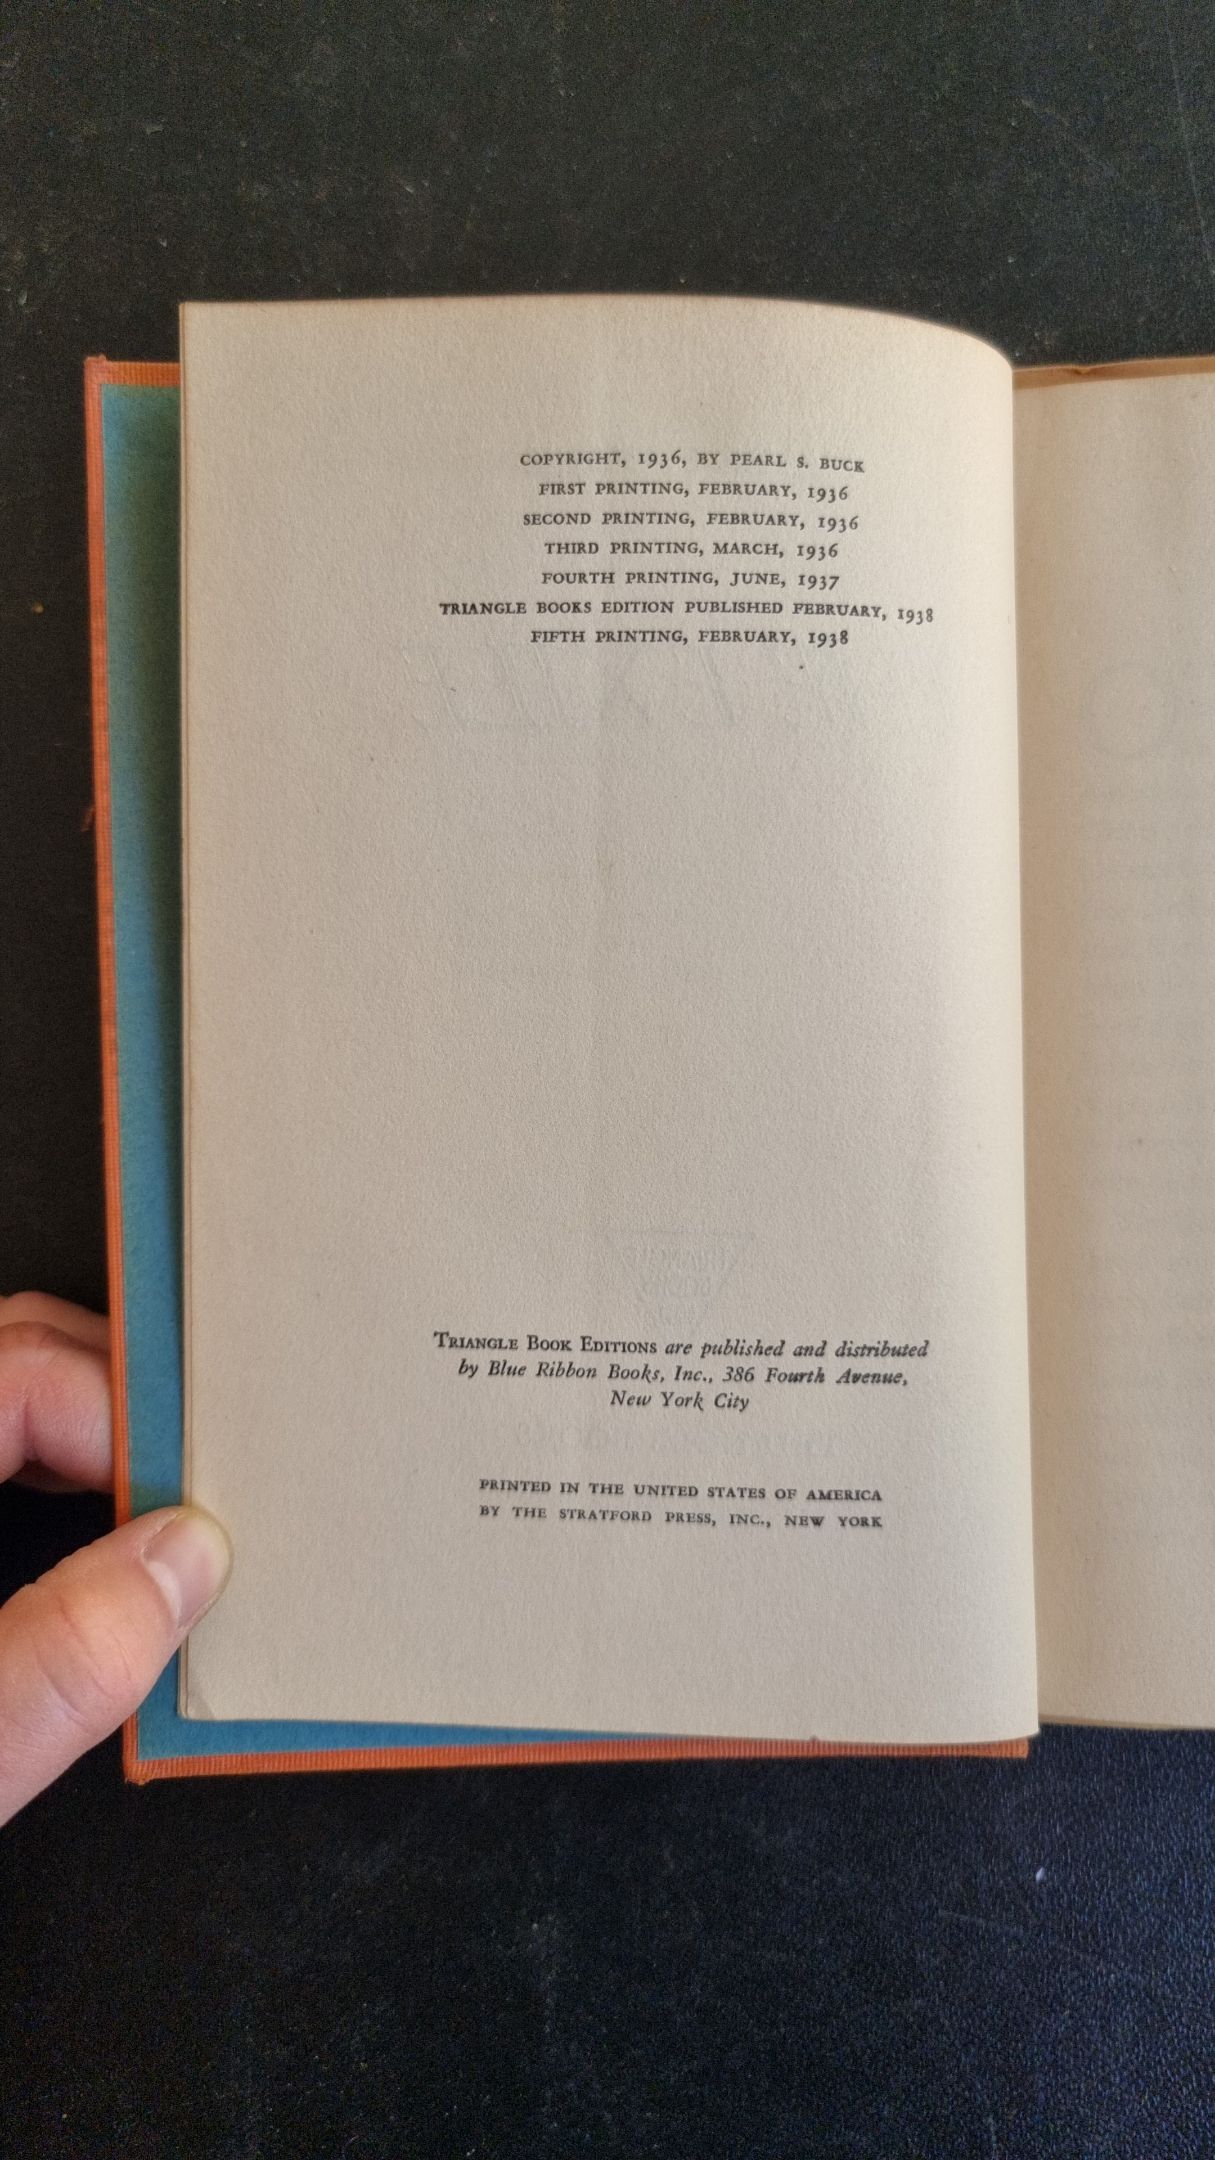 COPYRIGHT, 1936, BY PEARL S. BUCK
FIRST PRINTING, FEBRUARY, 1936
SECOND PRINTING, FEBRUARY, 1936
THIRD PRINTING, MARCH, 1936
FOURTH PRINTING, JUNE, 1937
TRIANGLE BOOKS EDITION PUBLISHED FEBRUARY, 1938
FIFTH PRINTING, FEBRUARY, 1938
TRIANGLE BOOK EDITIONS are published and distributed
by Blue Ribbon Books, Inc., 386 Fourth Avenue,
New York City
PRINTED IN THE UNITED STATES OF AMERICA
BY THE STRATFORD PRESS, INC., NEW YORK